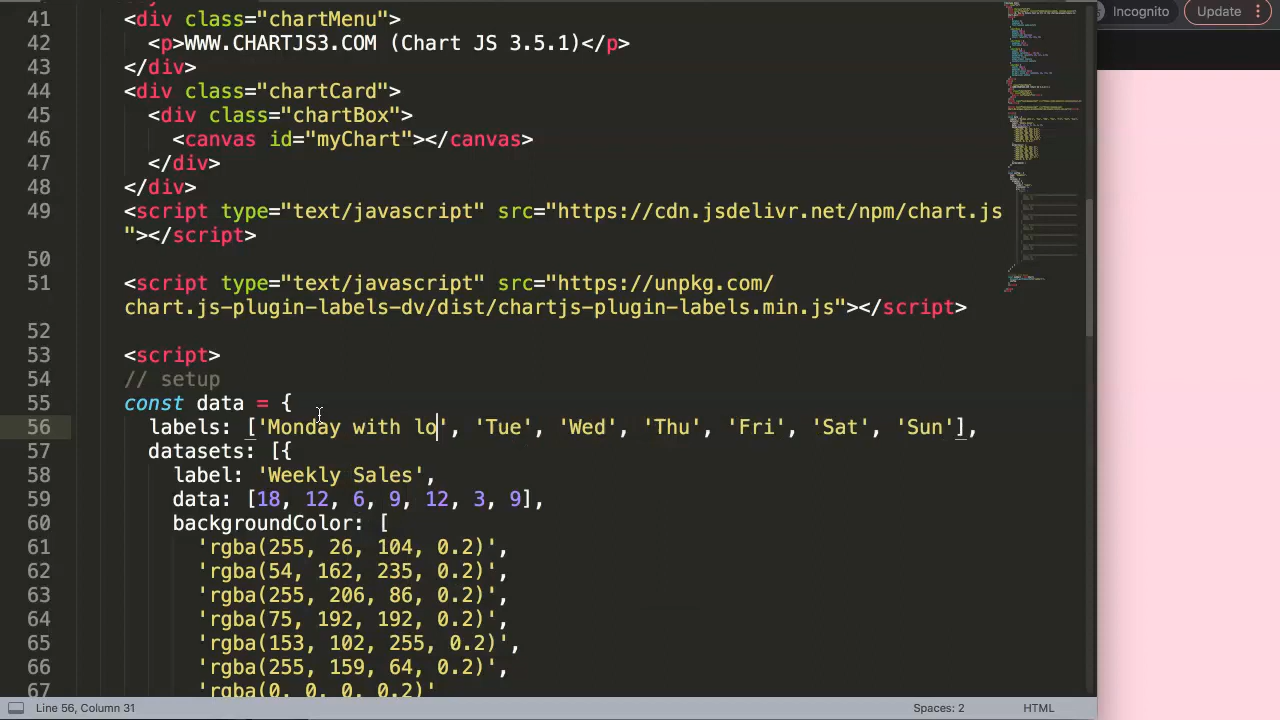 Incognito
Update
41 <div class="chartMenu">
42 <p>WWW.CHARTJS3.COM (Chart JS 3.5.1)</p>
43 </div>
44 <div class="chartCard">
45 <div class="chartBox">
46 <canvas id="myChart"></canvas>
47 </div>
48 </div>
49 <script type="text/javascript" src="https://cdn.jsdelivr.net/npm/chart.js
"></script>
50
51 <script type="text/javascript" src="https://unpkg.com/
chart.js-plugin-labels-dv/dist/chartjs-plugin-labels.min.js"></script>
52
53 <script>
54 // setup
55 const data = {
56 labels: ['Monday with lo', 'Tue', 'Wed', 'Thu', 'Fri', 'Sat', 'Sun'],
57 datasets: [{
58 label: 'Weekly Sales',
59 data: [18, 12, 6, 9, 12, 3, 9],
60 backgroundColor: [
61 'rgba(255, 26, 104, 0.2)',
62 'rgba(54, 162, 235, 0.2)',
63 'rgba(255, 206, 86, 0.2)',
64 'rgba(75, 192, 192, 0.2)',
65 'rgba(153, 102, 255, 0.2)',
66 'rgba(255, 159, 64, 0.2)',
67 'rgba(0, 0, 0, 0.2)'
Line 56, Column 31
Spaces: 2
HTML